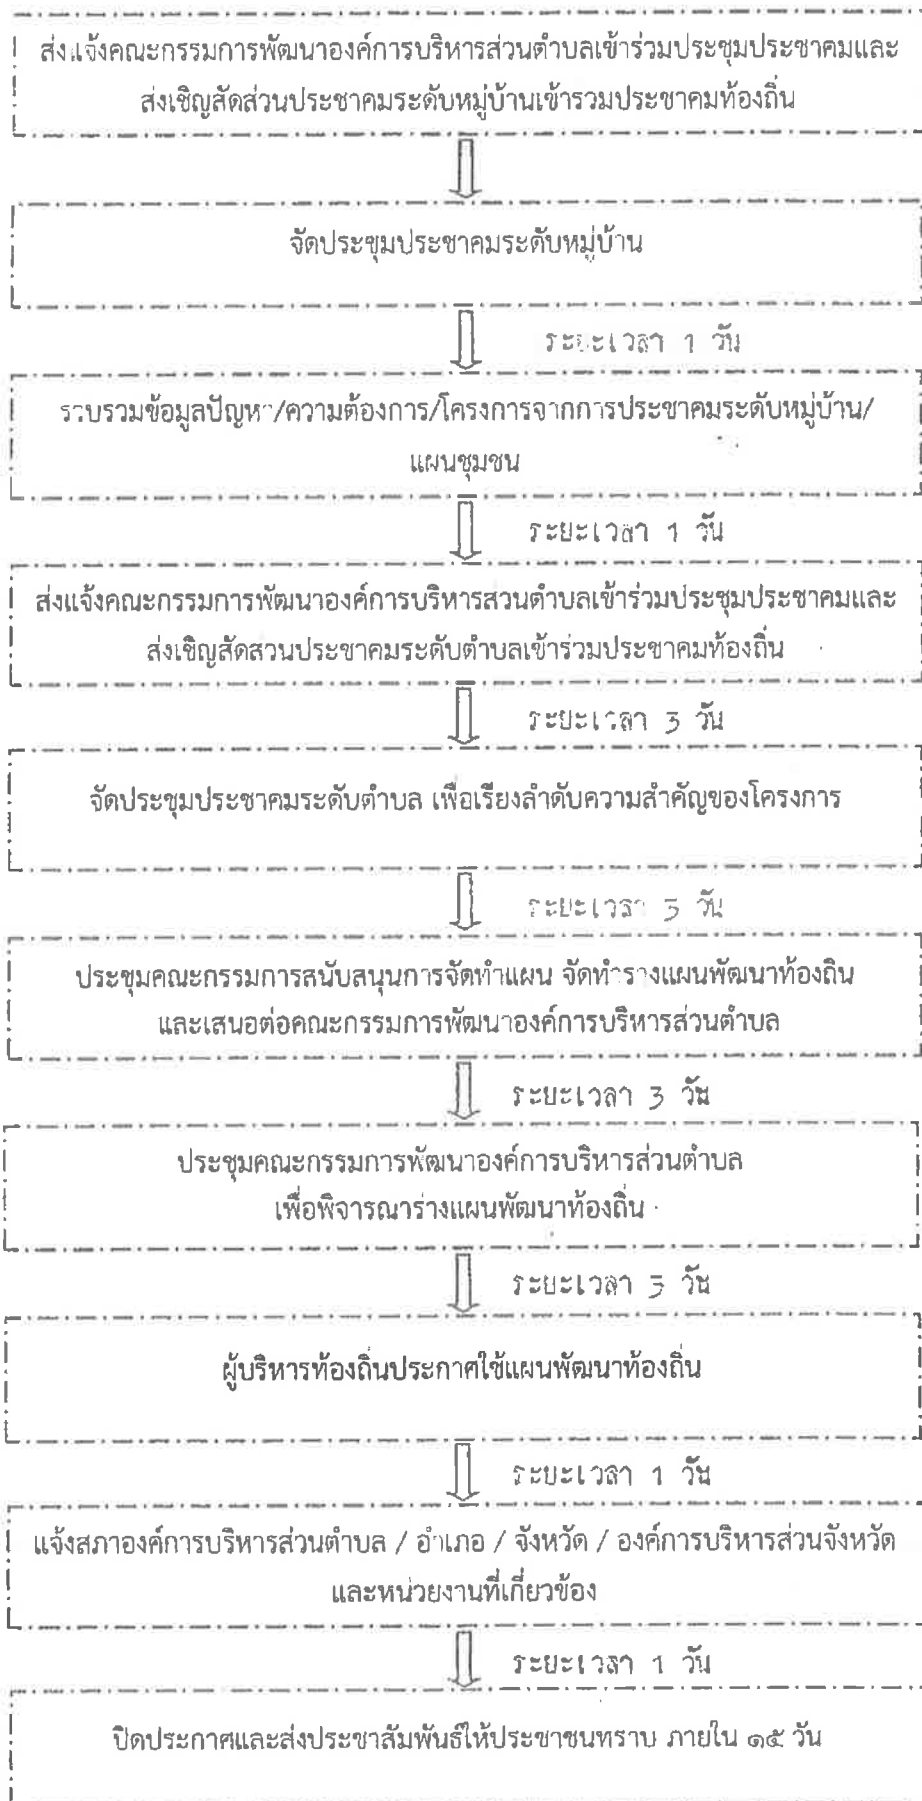 ส่งแจ้งคณะกรรมการพัฒนาองค์การบริหารส่วนตำบลเข้าร่วมประชุมประชาคมและ
ส่งเชิญสัดส่วนประชาคมระดับหมู่บ้านเข้ารวมประชาคมท้องถิ่น
จัดประชุมประชาคมระดับหมู่บ้าน
ระยะเวลา 1 วัน
รวบรวมข้อมูลปัญหา/ความต้องการ/โครงการจากการประชาคมระดับหมู่บ้าน/
แผนชุมชน
ระยะเวลา 1 วัน
ส่งแจ้งคณะกรรมการพัฒนาองค์การบริหารส่วนตำบลเข้าร่วมประชุมประชาคมและ
ส่งเชิญสัดส่วนประชาคมระดับตำบลเข้าร่วมประชาคมท้องถิ่น
ระยะเวลา 3 วัน
จัดประชุมประชาคมระดับตำบล เพื่อเรียงลำดับความสำคัญของโครงการ
ระยะเวลา 3 วัน
ประชุมคณะกรรมการสนับสนุนการจัดทำแผน จัดทำร่างแผนพัฒนาท้องถิ่น
และเสนอต่อคณะกรรมการพัฒนาองค์การบริหารส่วนตำบล
ระยะเวลา 3 วัน
ประชุมคณะกรรมการพัฒนาองค์การบริหารส่วนตำบล
เพื่อพิจารณาร่างแผนพัฒนาท้องถิ่น
ระยะเวลา 3 วัน
ผู้บริหารท้องถิ่นประกาศใช้แผนพัฒนาท้องถิ่น
ระยะเวลา 1 วัน
แจ้งสภาองค์การบริหารส่วนตำบล / อำเภอ / จังหวัด / องค์การบริหารส่วนจังหวัด
และหน่วยงานที่เกี่ยวข้อง
ระยะเวลา 1 วัน
ปิดประกาศและส่งประชาสัมพันธ์ให้ประชาชนทราบ ภายใน ๑๕ วัน